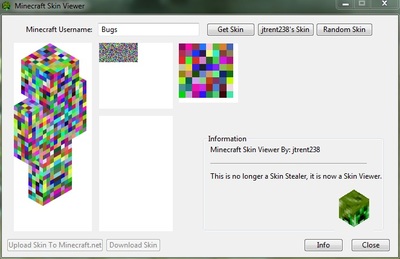 Minecraft Skin Viewer
Minecraft Username: Bugs Get Skin jtrent238's Skin Random Skin
Information
Minecraft Skin Viewer By: jtrent238
This is no longer a Skin Stealer, it is now a Skin Viewer.
Upload Skin To Minecraft.net Download Skin Info Close